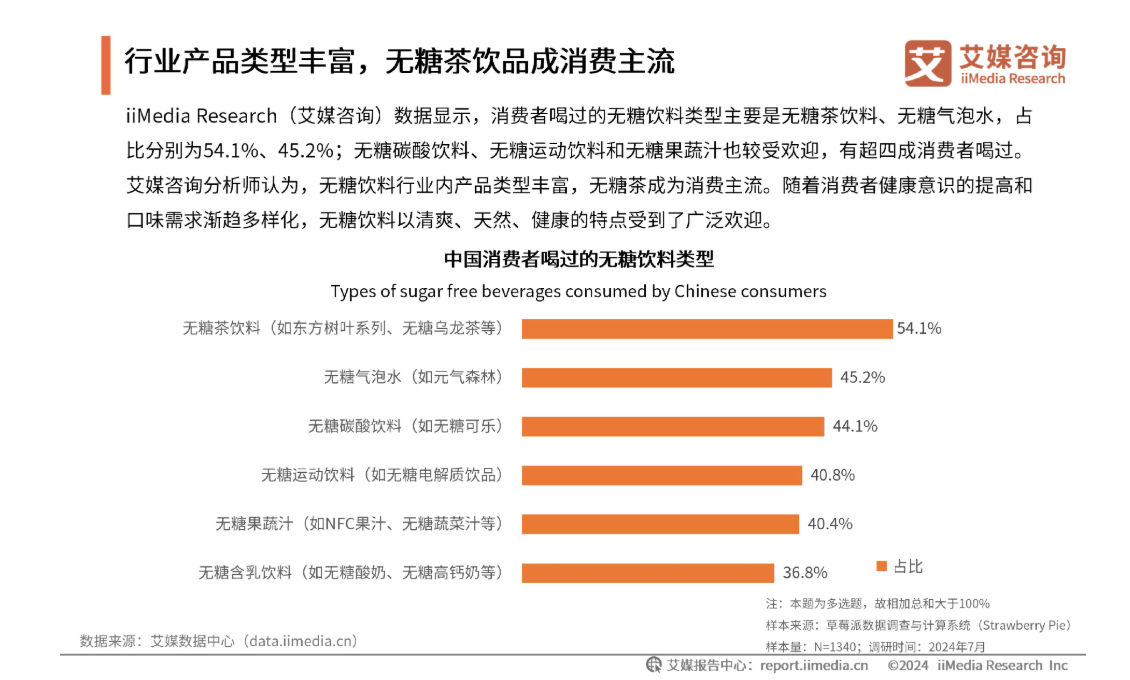 行业产品类型丰富，无糖茶饮品成消费主流
艾媒咨询
iiMedia Research
iiMedia Research（艾媒咨询）数据显示，消费者喝过的无糖饮料类型主要是无糖茶饮料、无糖气泡水，占
比分别为54.1%、45.2%；无糖碳酸饮料、无糖运动饮料和无糖果蔬汁也较受欢迎，有超四成消费者喝过。
艾媒咨询分析师认为，无糖饮料行业内产品类型丰富，无糖茶成为消费主流。随着消费者健康意识的提高和
口味需求渐趋多样化，无糖饮料以清爽、天然、健康的特点受到了广泛欢迎。
中国消费者喝过的无糖饮料类型
Types of sugar free beverages consumed by Chinese consumers
无糖茶饮料（如东方树叶系列、无糖乌龙茶等） 54.1%
无糖气泡水（如元气森林） 45.2%
无糖碳酸饮料（如无糖可乐） 44.1%
无糖运动饮料（如无糖电解质饮品） 40.8%
无糖果蔬汁（如NFC果汁、无糖蔬菜汁等） 40.4%
无糖含乳饮料（如无糖酸奶、无糖高钙奶等） 36.8%
占比
注：本题为多选题，故相加总和大于100%
样本来源：草莓派数据调查与计算系统（Strawberry Pie）
样本量：N=1340；调研时间：2024年7月
数据来源：艾媒数据中心（data.iimedia.cn）
艾媒报告中心：report.iimedia.cn ©2024 iiMedia Research Inc